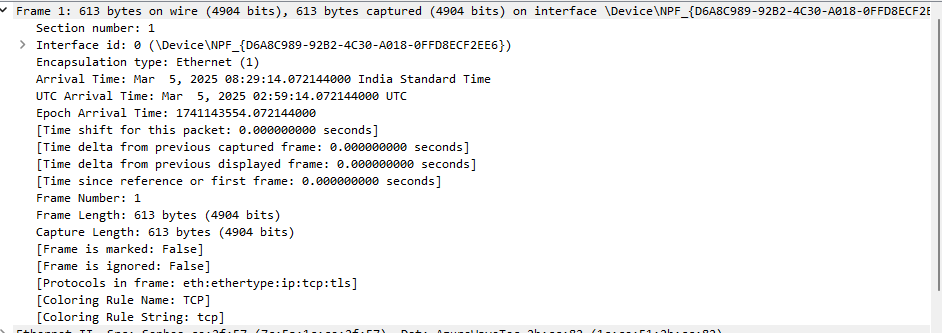 Frame 1: 613 bytes on wire (4904 bits), 613 bytes captured (4904 bits) on interface \Device\NPF_{D6A8C989-92B2-4C30-A018-0FFD8ECF2E
Section number: 1
Interface id: 0 (\Device\NPF_{D6A8C989-92B2-4C30-A018-0FFD8ECF2EE6})
Encapsulation type: Ethernet (1)
Arrival Time: Mar  5, 2025 08:29:14.072144000 India Standard Time
UTC Arrival Time: Mar  5, 2025 02:59:14.072144000 UTC
Epoch Arrival Time: 1741143554.072144000
[Time shift for this packet: 0.000000000 seconds]
[Time delta from previous captured frame: 0.000000000 seconds]
[Time delta from previous displayed frame: 0.000000000 seconds]
[Time since reference or first frame: 0.000000000 seconds]
Frame Number: 1
Frame Length: 613 bytes (4904 bits)
Capture Length: 613 bytes (4904 bits)
[Frame is marked: False]
[Frame is ignored: False]
[Protocols in frame: eth:ethertype:ip:tcp:tls]
[Coloring Rule Name: TCP]
[Coloring Rule String: tcp]
Ethernet II, Src: Sophos